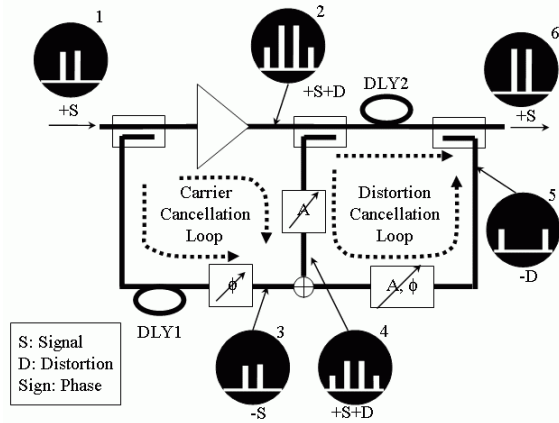 1
2
6
+S
+S+D
DLY2
+S
Carrier
Cancellation
Loop
A
Distortion
Cancellation
Loop
5
-D
ϕ
A, ϕ
DLY1
3
4
-S
+S+D
S: Signal
D: Distortion
Sign: Phase